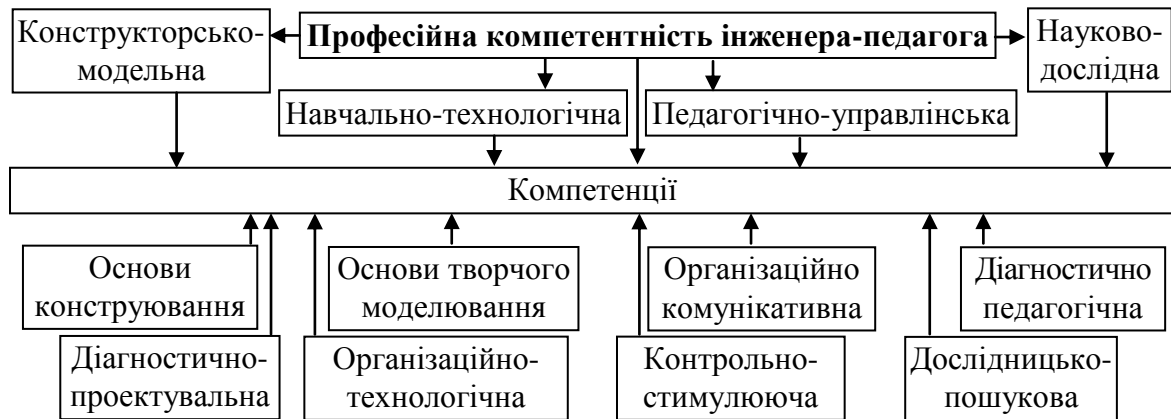 Конструкторсько-
модельна
Професійна компетентність інженера-педагога
Науково-
дослідна
Навчально-технологічна
Педагогічно-управлінська
Компетенції
Основи
конструювання
Основи творчого
моделювання
Організаційно
комунікативна
Діагностично
педагогічна
Діагностично-
проектувальна
Організаційно-
технологічна
Контрольно-
стимулююча
Дослідницько-
пошукова